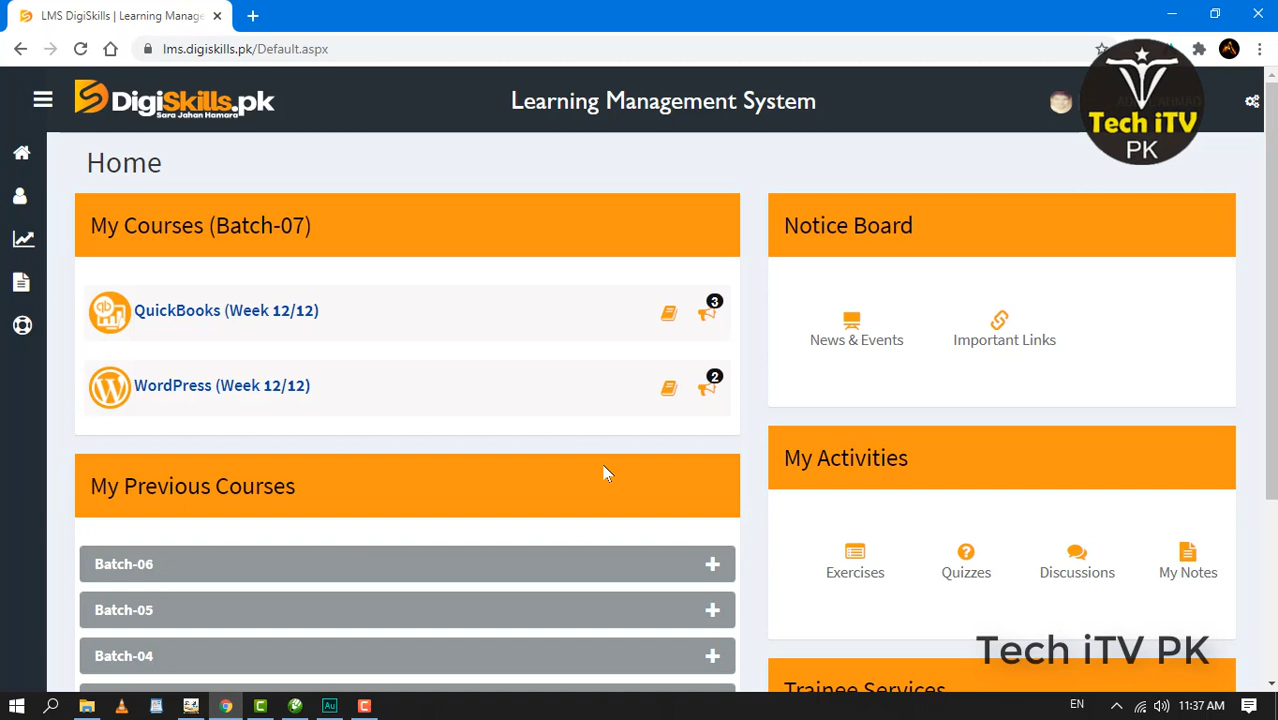 LMS DigiSkills | Learning Manage
lms.digiskills.pk/Default.aspx
DigiSkills.pk
Sara Jahan Hamara
Learning Management System
Tech iTV
PK
Home
My Courses (Batch-07)
QuickBooks (Week 12/12)
3
WordPress (Week 12/12)
2
My Previous Courses
Batch-06
Batch-05
Batch-04
Notice Board
News & Events
Important Links
My Activities
Exercises
Quizzes
Discussions
My Notes
Tech iTV PK
Trainee Services
EN
11:37 AM